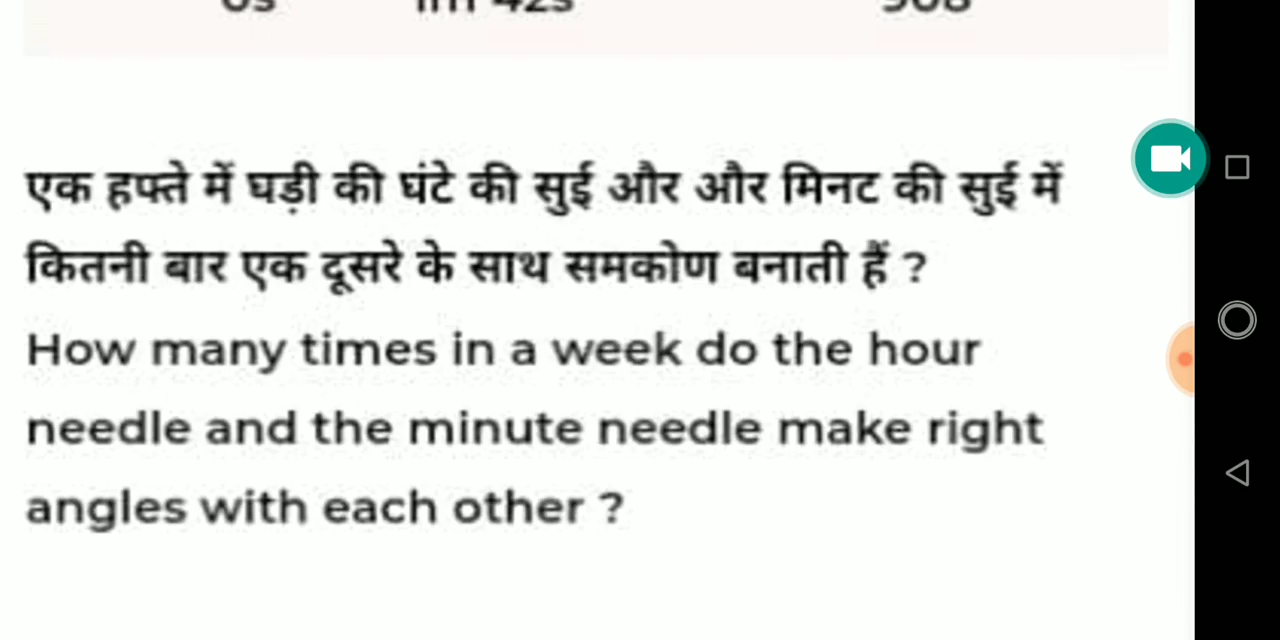 एक हफ्ते में घड़ी की घंटे की सुई और और मिनट की सुई में
कितनी बार एक दूसरे के साथ समकोण बनाती हैं ?
How many times in a week do the hour
needle and the minute needle make right
angles with each other ?